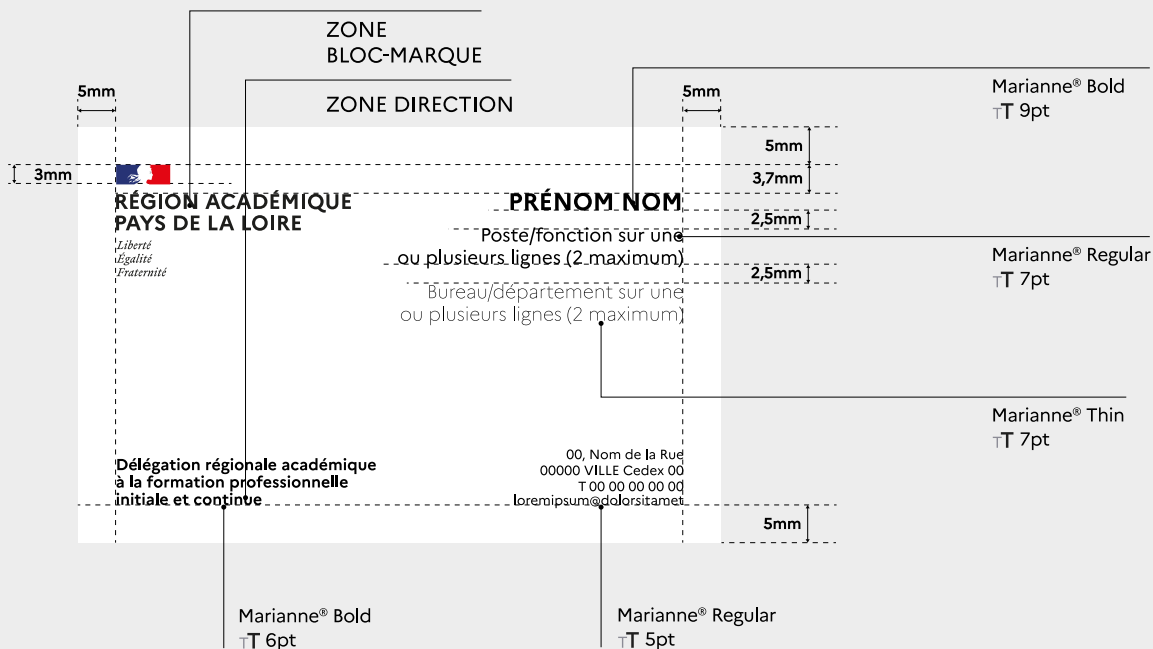 ZONE
BLOC-MARQUE
ZONE DIRECTION
5mm
5mm
Marianne® Bold
TT 9pt
5mm
3mm
3,7mm
RÉGION ACADÉMIQUE
PAYS DE LA LOIRE
Liberté
Égalité
Fraternité
PRÉNOM NOM
2,5mm
Poste/fonction sur une
ou plusieurs lignes (2 maximum)
Marianne® Regular
TT 7pt
2,5mm
Bureau/département sur une
ou plusieurs lignes (2 maximum)
Marianne® Thin
TT 7pt
Délégation régionale académique
à la formation professionnelle
initiale et continue
00, Nom de la Rue
00000 VILLE Cedex 00
T 00 00 00 00 00
loremipsum@dolorsitamet
5mm
Marianne® Bold
TT 6pt
Marianne® Regular
TT 5pt